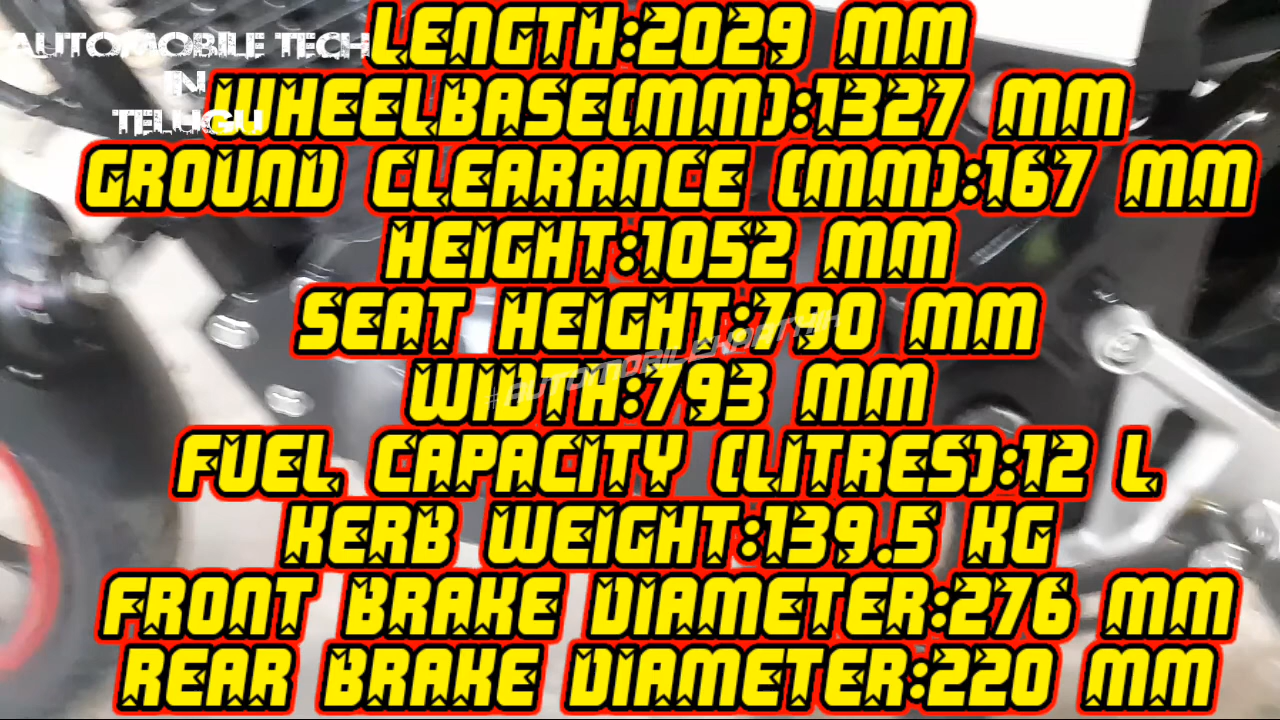 AUTOMOBILE TECH
IN
TELUGU
LENGTH:2029 MM
WHEELBASE(MM):1327 MM
GROUND CLEARANCE (MM):167 MM
HEIGHT:1052 MM
SEAT HEIGHT:790 MM
#AUTOMOBILEKARTHIK
WIDTH:793 MM
FUEL CAPACITY (LITRES):12 L
KERB WEIGHT:139.5 KG
FRONT BRAKE DIAMETER:276 MM
REAR BRAKE DIAMETER:220 MM